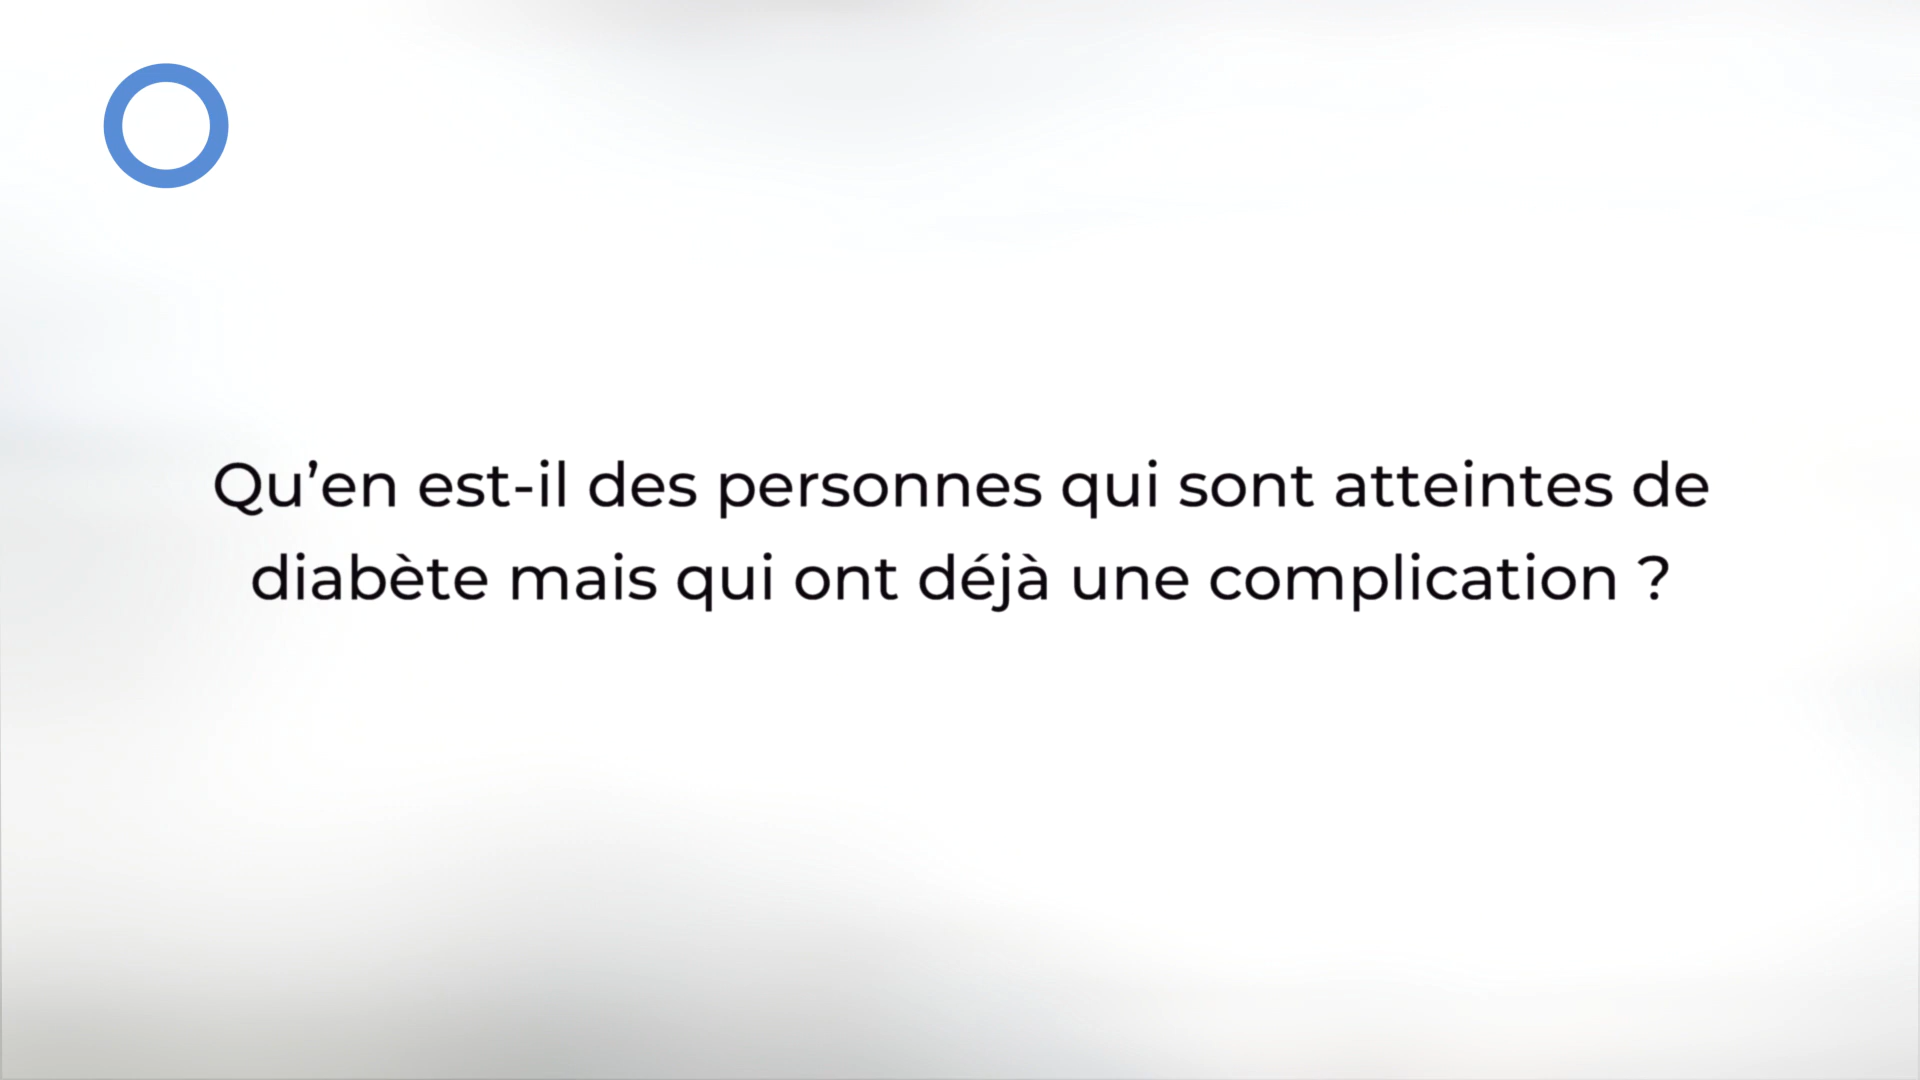 Qu’en est-il des personnes qui sont atteintes de
diabète mais qui ont déjà une complication ?